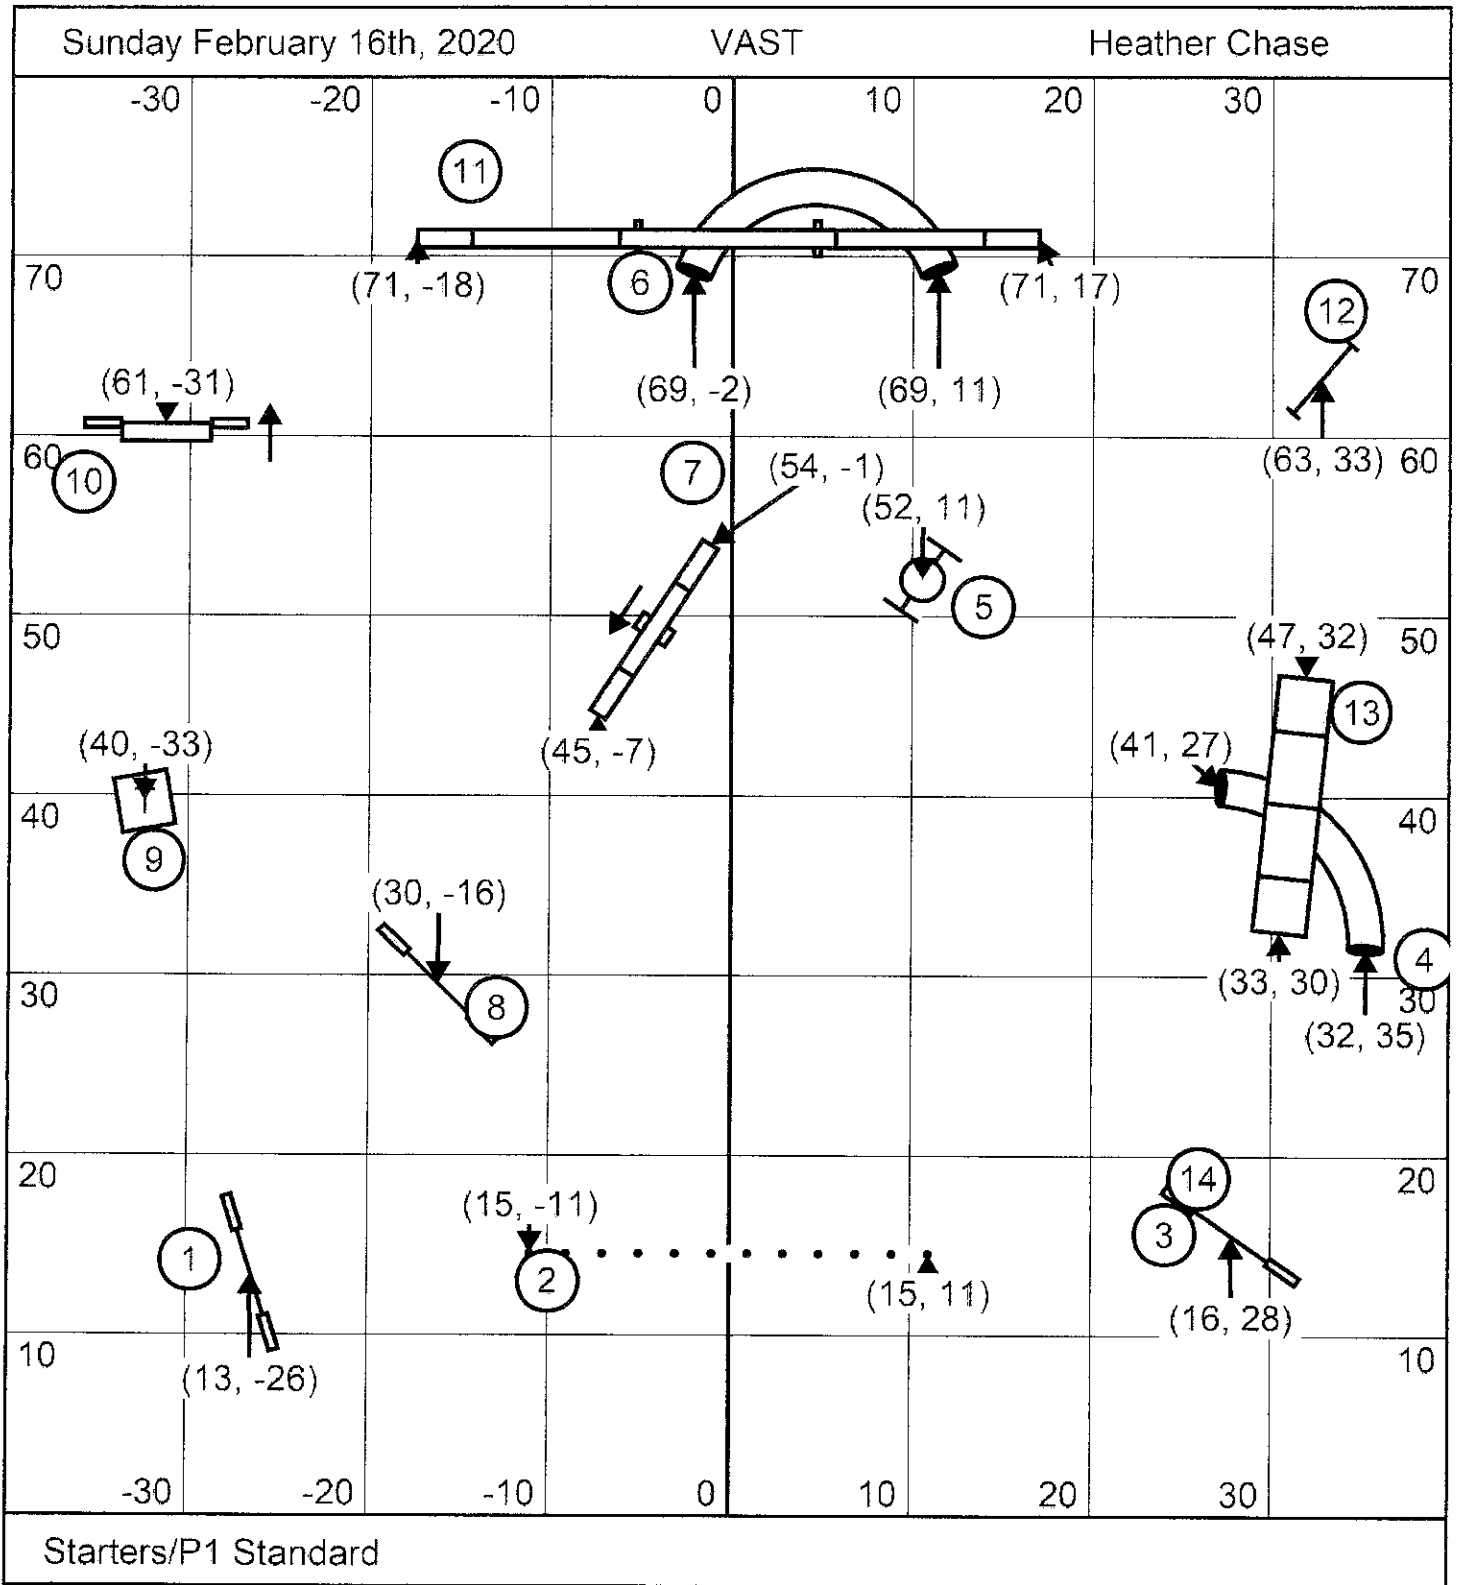 Sunday February 16th, 2020 VAST Heather Chase
-30 -20 -10 0 10 20 30
11
70 (71, -18) 6 (71, 17) 70
12
(61, -31) (69, -2) (69, 11)
60 10 7 (54, -1) (63, 33) 60
(52, 11)
5
50 (47, 32) 50
13
(40, -33) (45, -7) (41, 27)
40 40
9
(30, -16)
30 8 (33, 30) 4 30
(32, 35)
20 14 20
(15, -11)
1 2 3
(15, 11) (16, 28)
10 (13, -26) 10
-30 -20 -10 0 10 20 30
Starters/P1 Standard